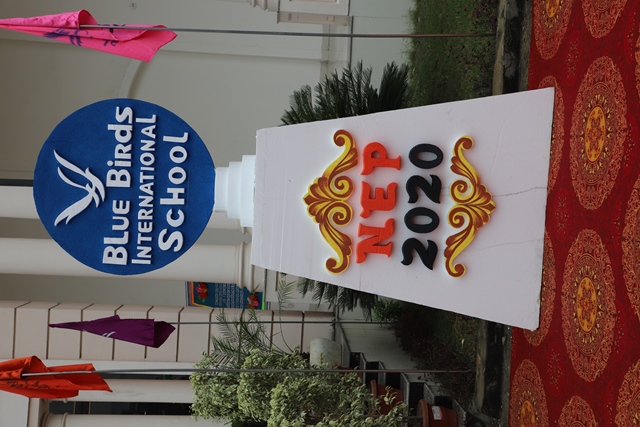 BLUE BIRDS
INTERNATIONAL
SCHOOL
NEP
2020